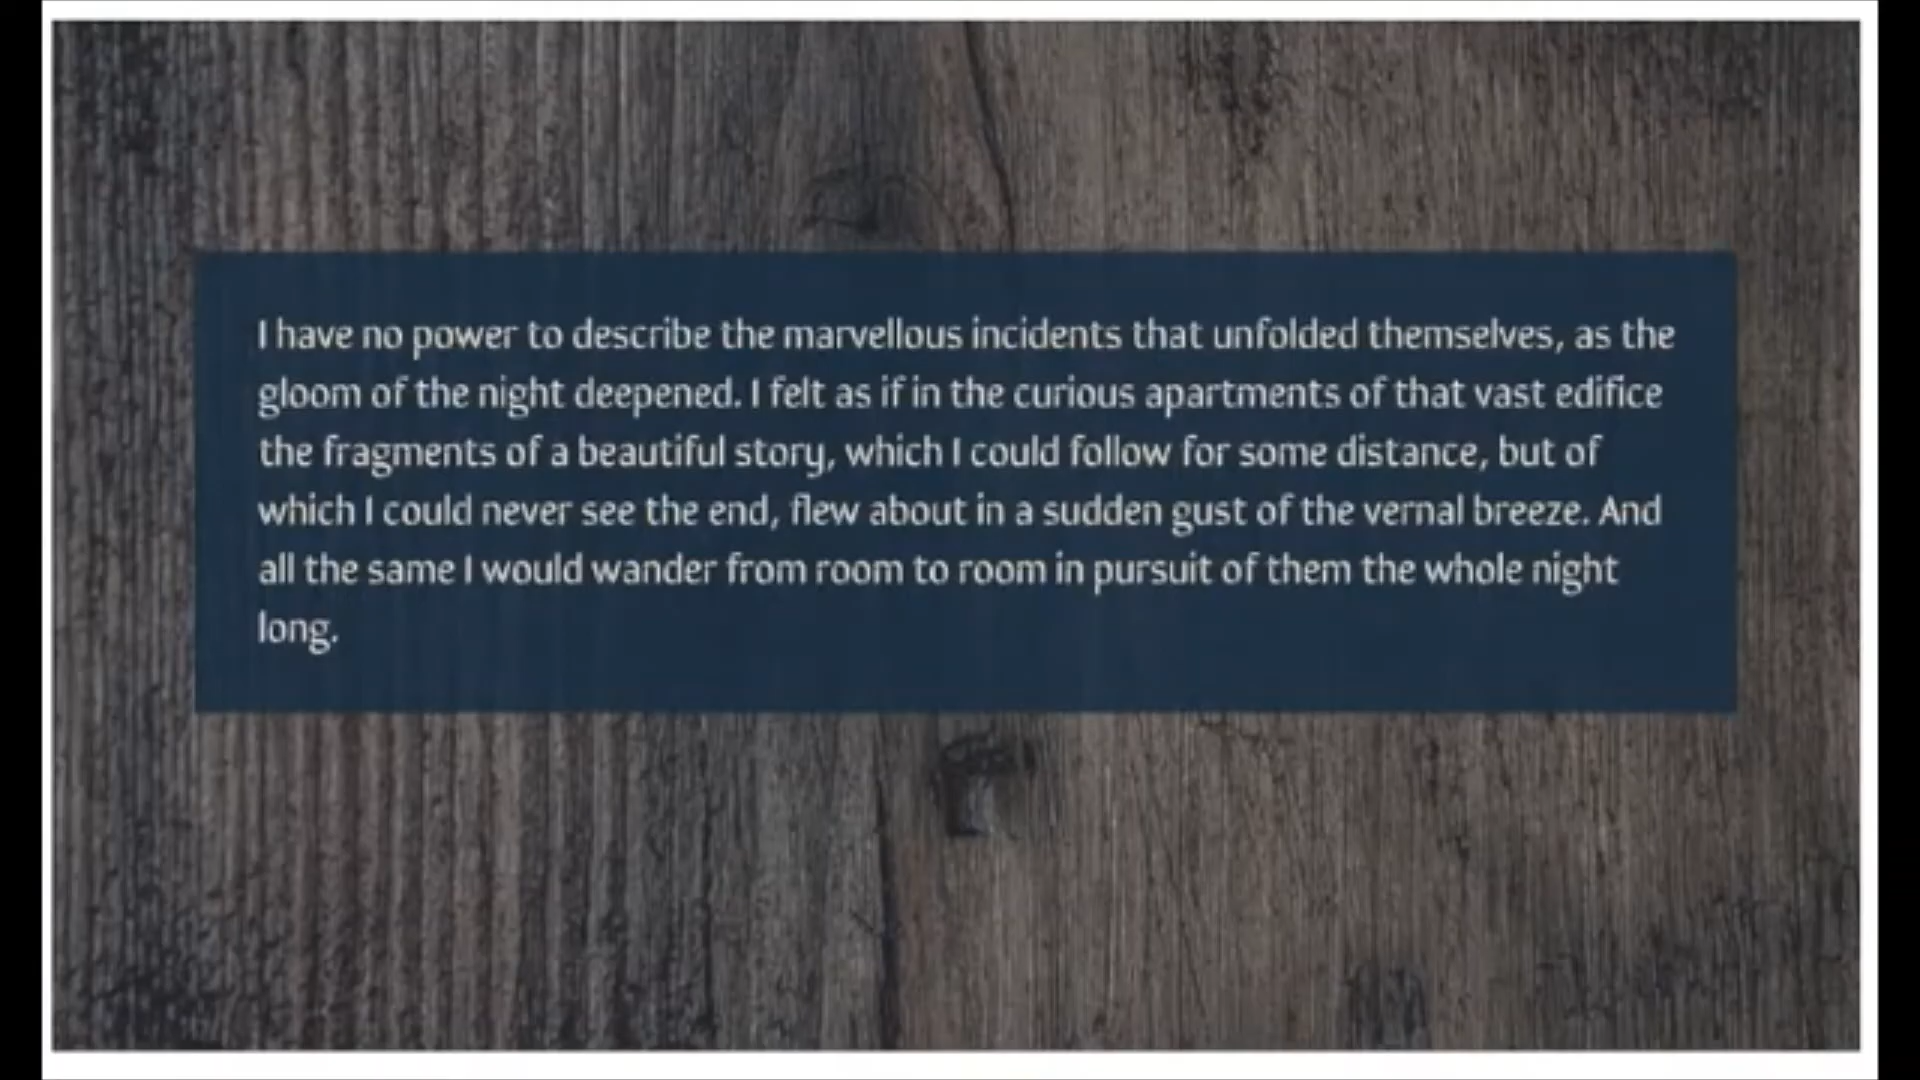 I have no power to describe the marvellous incidents that unfolded themselves, as the
gloom of the night deepened. I felt as if in the curious apartments of that vast edifice
the fragments of a beautiful story, which I could follow for some distance, but of
which I could never see the end, flew about in a sudden gust of the vernal breeze. And
all the same I would wander from room to room in pursuit of them the whole night
long.